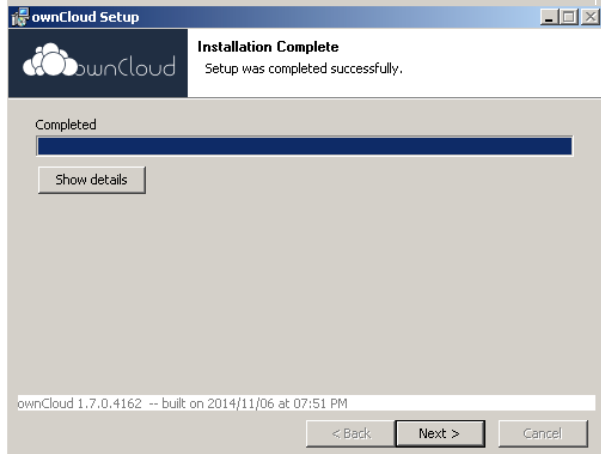 ownCloud Setup
ownCloud
Installation Complete
Setup was completed successfully.
Completed
Show details
ownCloud 1.7.0.4162 -- built on 2014/11/06 at 07:51 PM
< Back
Next >
Cancel